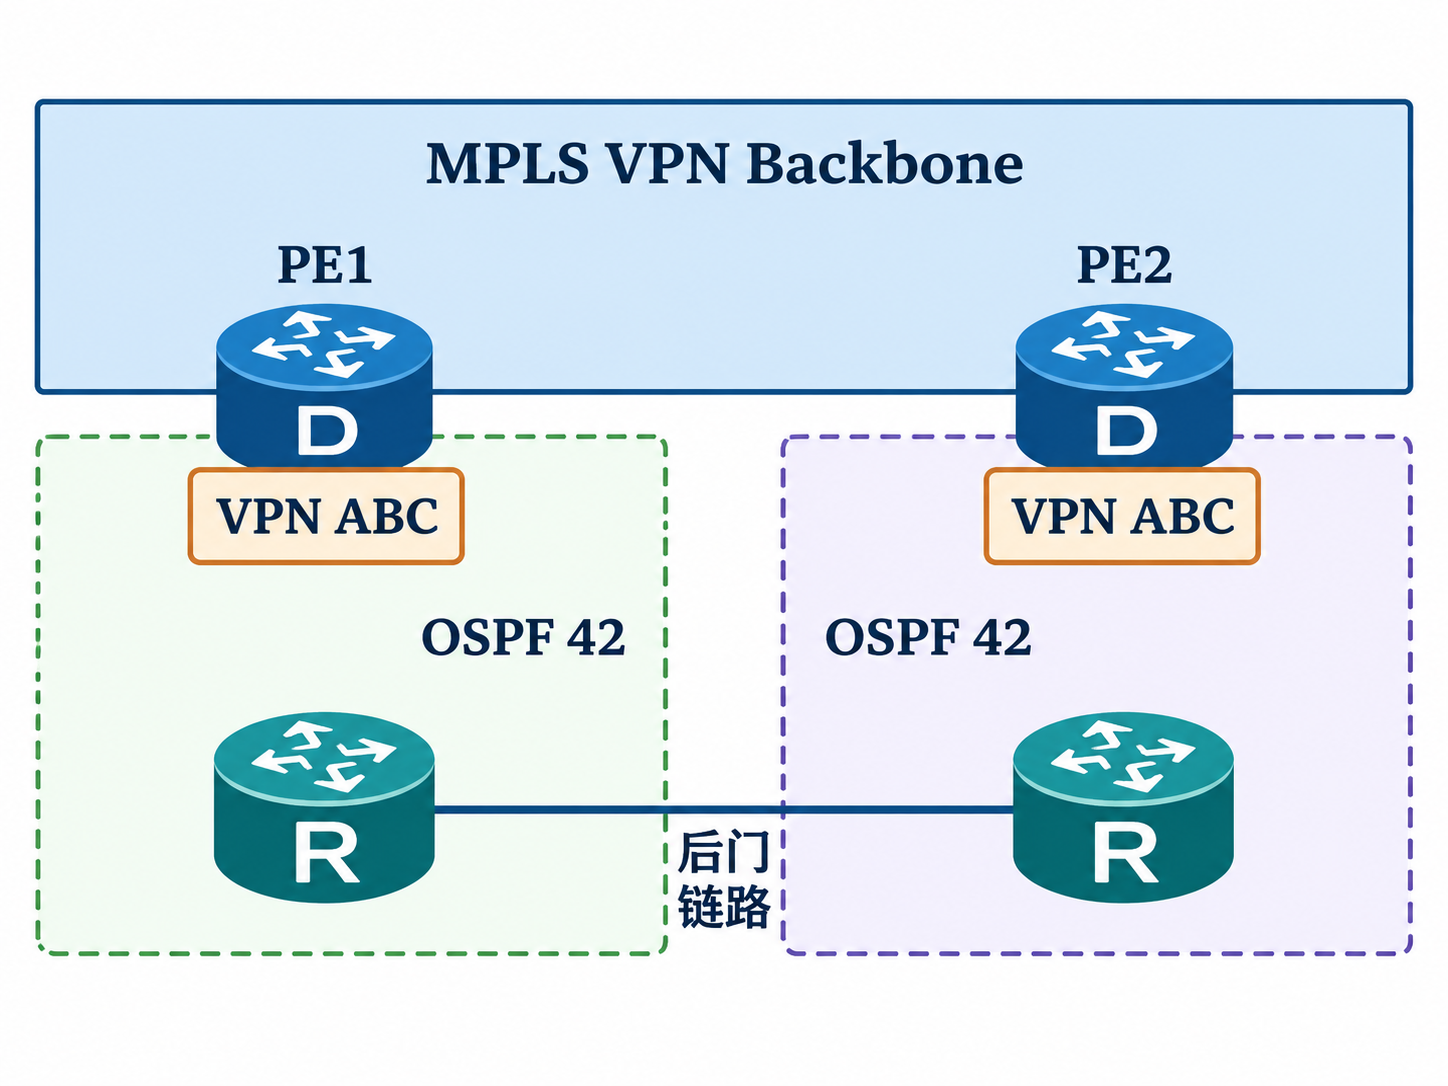 MPLS VPN Backbone
PE1
PE2
D
D
VPN ABC
VPN ABC
OSPF 42
OSPF 42
R
R
后门
链路